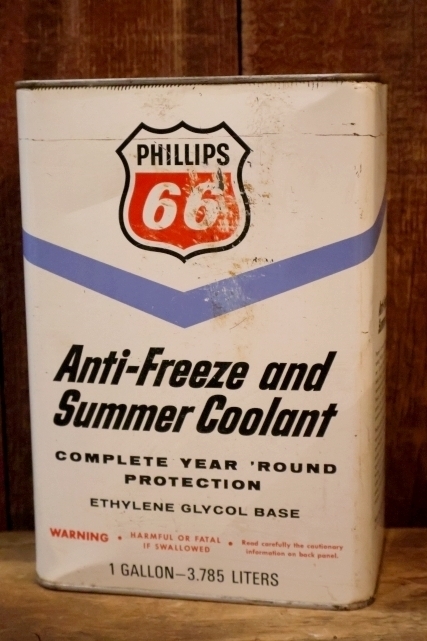 PHILLIPS
66
Anti-Freeze and
Summer Coolant
COMPLETE YEAR 'ROUND
PROTECTION
ETHYLENE GLYCOL BASE
WARNING • HARMFUL OR FATAL
IF SWALLOWED • Read carefully the cautionary
information on back panel.
1 GALLON–3.785 LITERS